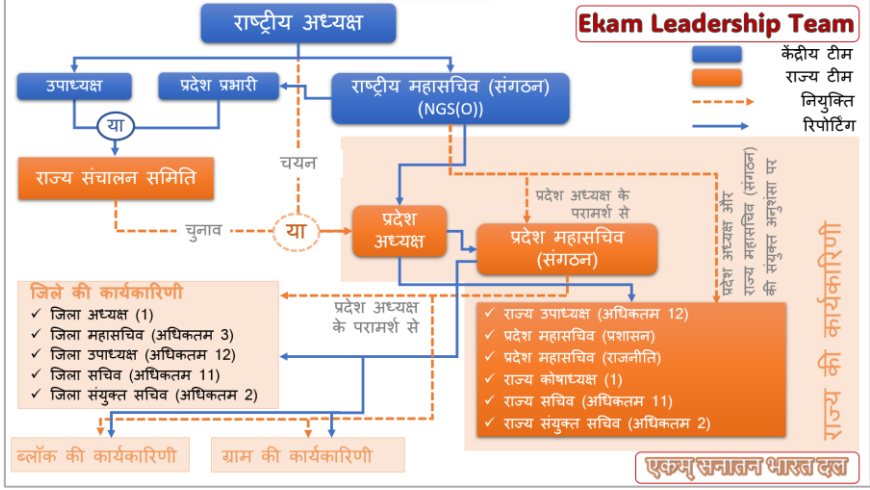 राष्ट्रीय अध्यक्ष
Ekam Leadership Team
केंद्रीय टीम
राज्य टीम
नियुक्ति
रिपोर्टिंग
उपाध्यक्ष
प्रदेश प्रभारी
राष्ट्रीय महासचिव (संगठन)
(NGS(O))
या
चयन
राज्य संचालन समिति
प्रदेश अध्यक्ष के
परामर्श से
प्रदेश अध्यक्ष और
राज्य महासचिव (संगठन)
की संयुक्त अनुशंसा पर
चुनाव
या
प्रदेश
अध्यक्ष
प्रदेश महासचिव
(संगठन)
राज्य की कार्यकारिणी
जिले की कार्यकारिणी
✓ जिला अध्यक्ष (1)
✓ जिला महासचिव (अधिकतम 3)
✓ जिला उपाध्यक्ष (अधिकतम 12)
✓ जिला सचिव (अधिकतम 11)
✓ जिला संयुक्त सचिव (अधिकतम 2)
प्रदेश अध्यक्ष
के परामर्श से
✓ राज्य उपाध्यक्ष (अधिकतम 12)
✓ प्रदेश महासचिव (प्रशासन)
✓ प्रदेश महासचिव (राजनीति)
✓ राज्य कोषाध्यक्ष (1)
✓ राज्य सचिव (अधिकतम 11)
✓ राज्य संयुक्त सचिव (अधिकतम 2)
ब्लॉक की कार्यकारिणी
ग्राम की कार्यकारिणी
एकम् सनातन भारत दल